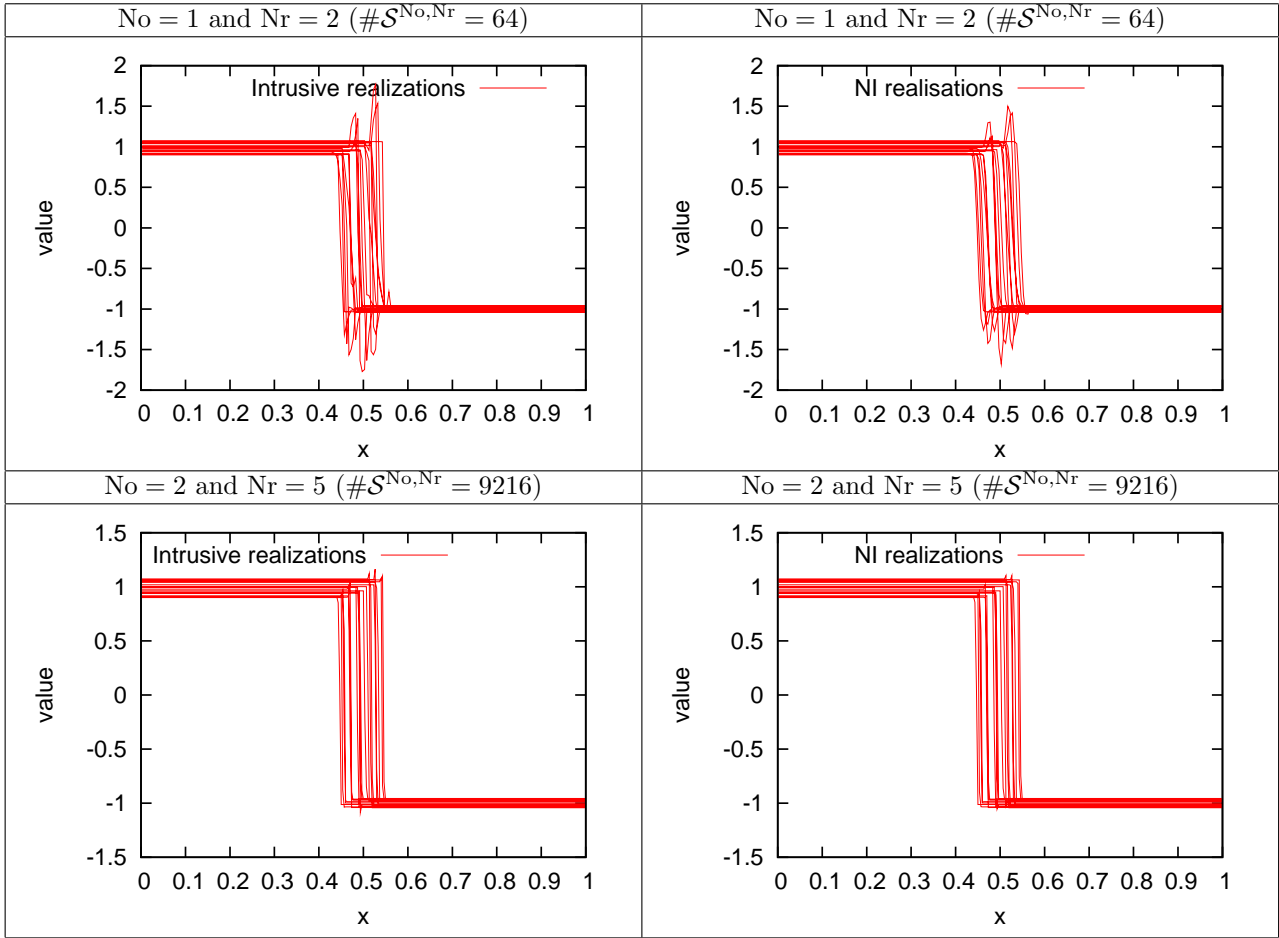 No = 1 and Nr = 2 (#𝒮^No,Nr = 64)
No = 1 and Nr = 2 (#𝒮^No,Nr = 64)
2
Intrusive realizations
1.5
1
0.5
0
-0.5
-1
-1.5
-2
value
0 0.1 0.2 0.3 0.4 0.5 0.6 0.7 0.8 0.9 1
x
2
NI realisations
1.5
1
0.5
0
-0.5
-1
-1.5
-2
value
0 0.1 0.2 0.3 0.4 0.5 0.6 0.7 0.8 0.9 1
x
No = 2 and Nr = 5 (#𝒮^No,Nr = 9216)
No = 2 and Nr = 5 (#𝒮^No,Nr = 9216)
1.5
Intrusive realizations
1
0.5
0
-0.5
-1
-1.5
value
0 0.1 0.2 0.3 0.4 0.5 0.6 0.7 0.8 0.9 1
x
1.5
NI realizations
1
0.5
0
-0.5
-1
-1.5
value
0 0.1 0.2 0.3 0.4 0.5 0.6 0.7 0.8 0.9 1
x